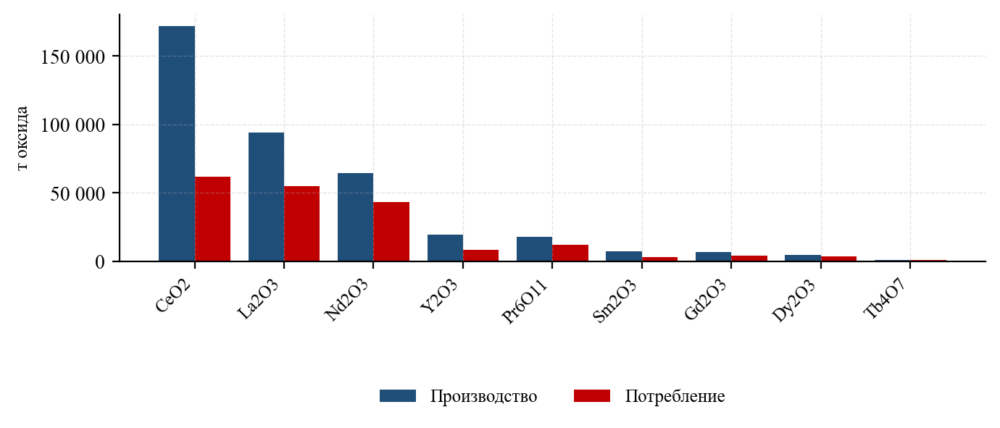 т оксида
150 000
100 000
50 000
0
CeO2
La2O3
Nd2O3
Y2O3
Pr6O11
Sm2O3
Gd2O3
Dy2O3
Tb4O7
Производство
Потребление